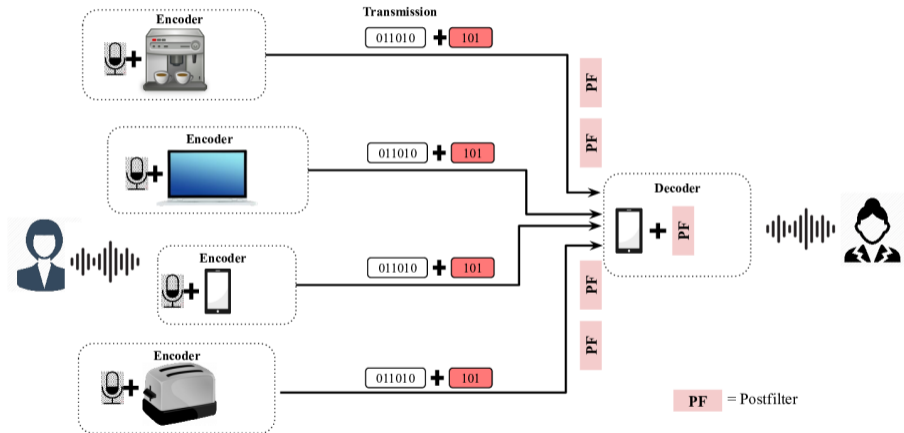 Transmission
Encoder
011010 + 101
PF
PF
Encoder
011010 + 101
Decoder
+ PF
Encoder
011010 + 101
PF
PF
Encoder
011010 + 101
PF = Postfilter